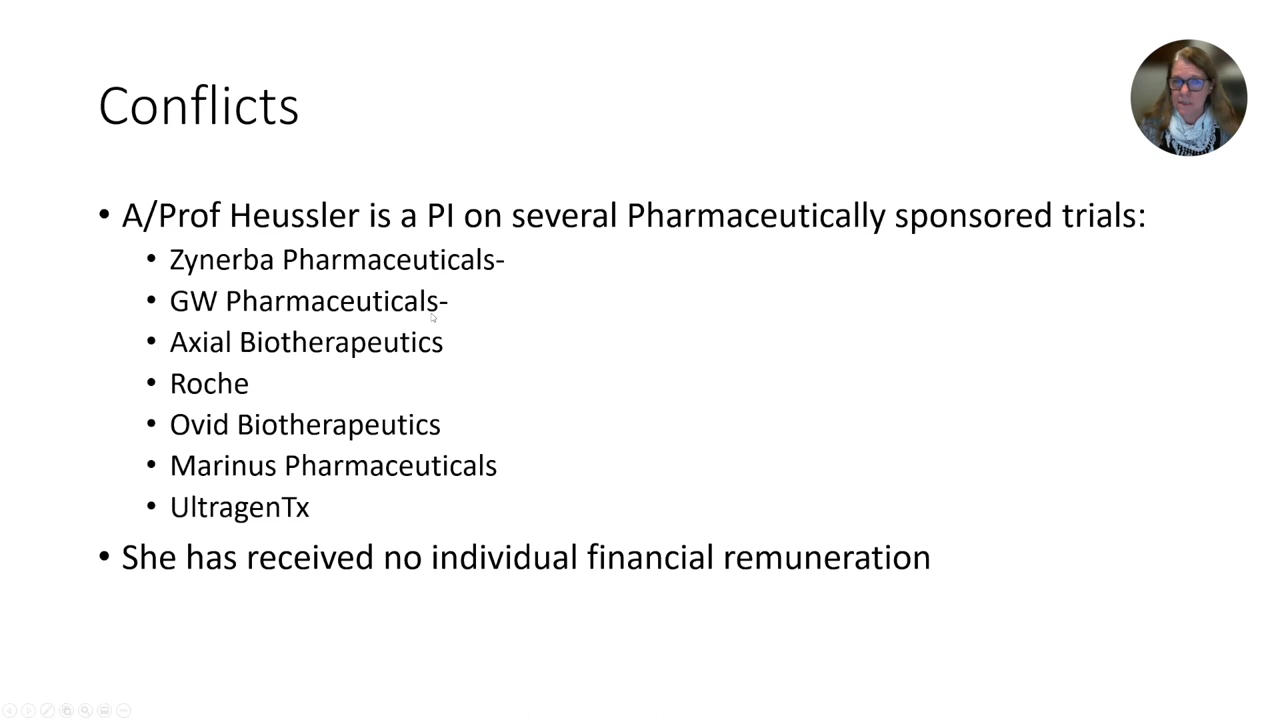 Conflicts
• A/Prof Heussler is a PI on several Pharmaceutically sponsored trials:
• Zynerba Pharmaceuticals-
• GW Pharmaceuticals-
• Axial Biotherapeutics
• Roche
• Ovid Biotherapeutics
• Marinus Pharmaceuticals
• UltragenTx
• She has received no individual financial remuneration